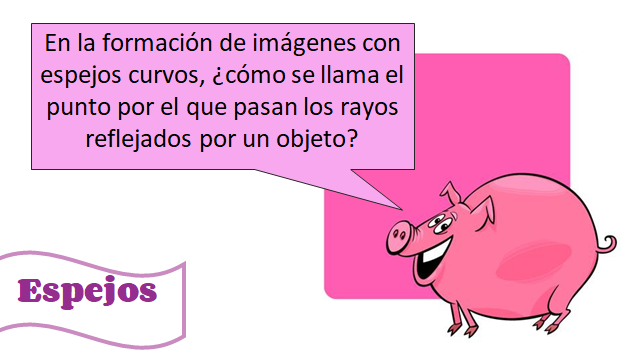 En la formación de imágenes con
espejos curvos, ¿cómo se llama el
punto por el que pasan los rayos
reflejados por un objeto?
Espejos